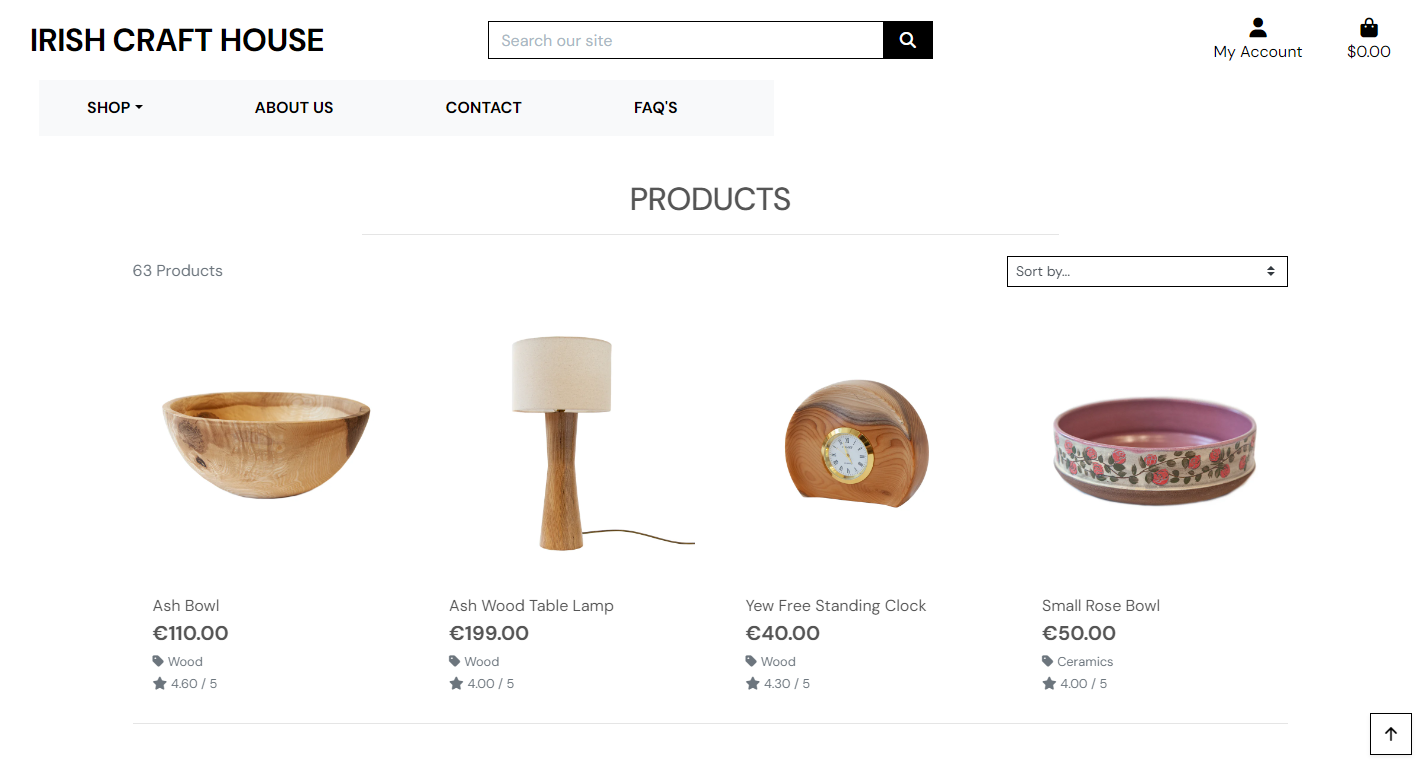 IRISH CRAFT HOUSE
Search our site
My Account
$0.00
SHOP
ABOUT US
CONTACT
FAQ'S
PRODUCTS
63 Products
Sort by...
Ash Bowl
€110.00
Wood
4.60 / 5
Ash Wood Table Lamp
€199.00
Wood
4.00 / 5
Yew Free Standing Clock
€40.00
Wood
4.30 / 5
Small Rose Bowl
€50.00
Ceramics
4.00 / 5